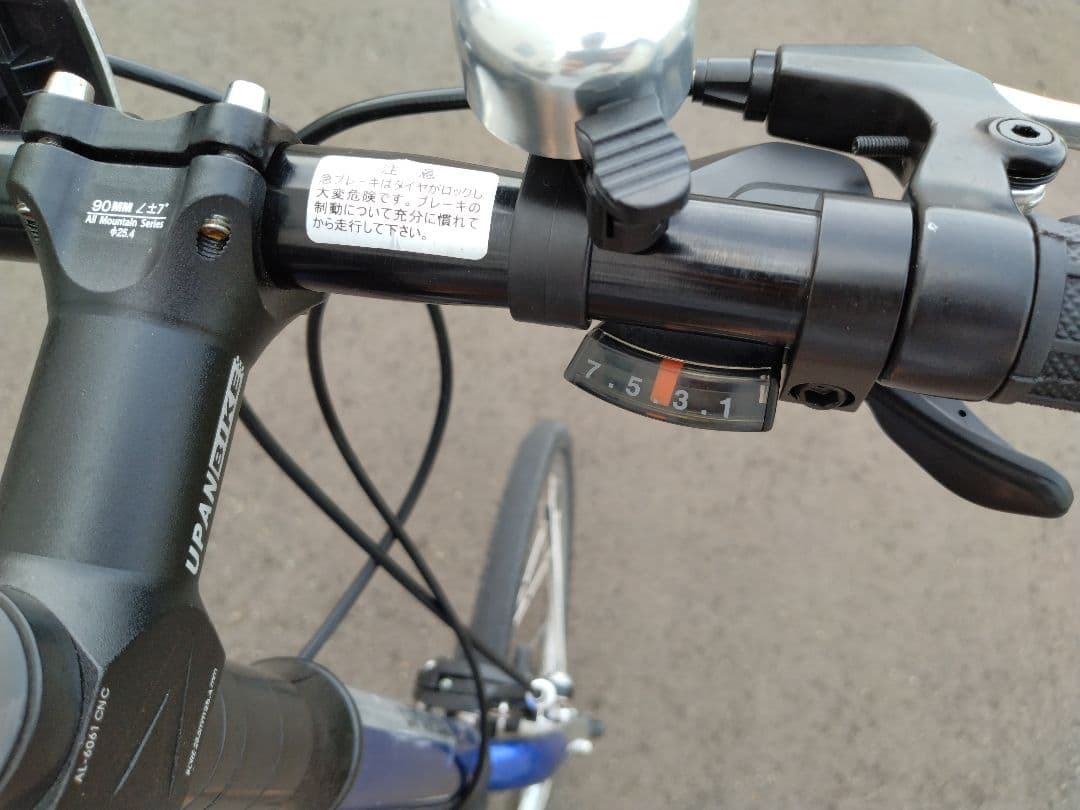 90MM ∠±7°
All Mountain Series
Φ25.4
注 意
急ブレーキはタイヤがロックし
大変危険です。ブレーキの
制動について充分に慣れて
から走行して下さい。
7.5.3.1
UPANBIKE
AL-6061 CNC